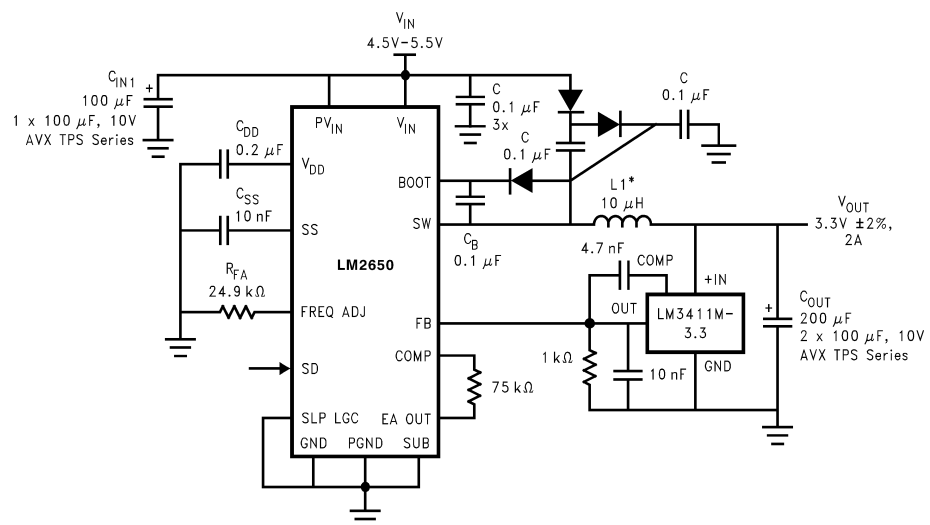 V_IN
4.5V–5.5V
C_IN1
100 μF
1 x 100 μF, 10V
AVX TPS Series
+
C
0.1 μF
3x
C
0.1 μF
C
0.1 μF
PV_IN
V_IN
C_DD
0.2 μF
V_DD
BOOT
C_SS
10 nF
SS
SW
C_B
0.1 μF
L1*
10 μH
V_OUT
3.3V ±2%,
2A
LM2650
R_FA
24.9 kΩ
FREQ ADJ
FB
4.7 nF
COMP
OUT
+IN
LM3411M-
3.3
GND
+
C_OUT
200 μF
2 x 100 μF, 10V
AVX TPS Series
SD
COMP
75 kΩ
1 kΩ
10 nF
SLP LGC
EA OUT
GND
PGND
SUB